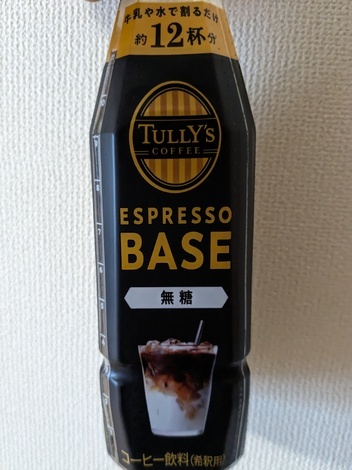 牛乳や水で割るだけ
約12杯分
TULLY'S
COFFEE
ESPRESSO
BASE
無糖
コーヒー飲料(希釈用)